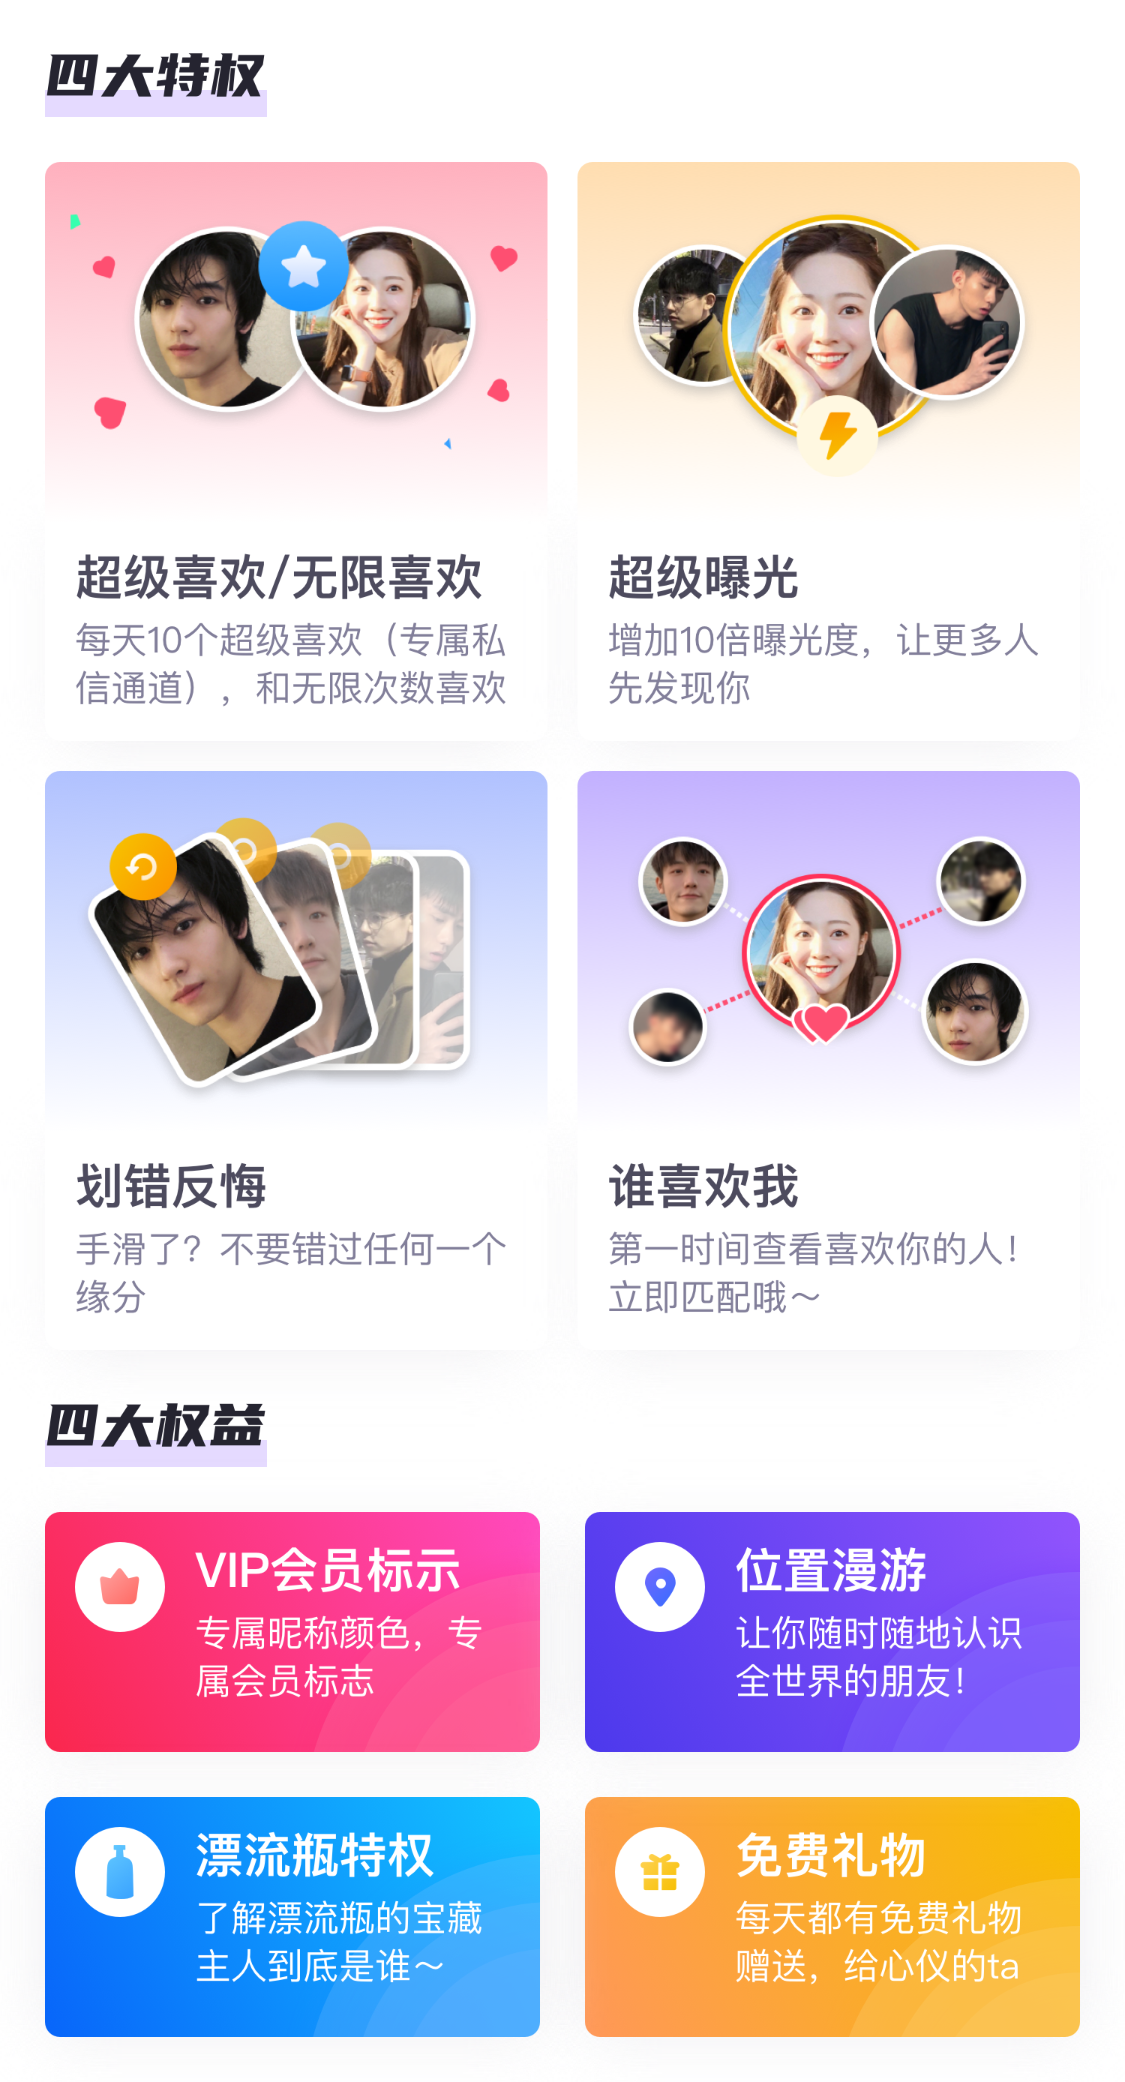 四大特权
超级喜欢/无限喜欢
每天10个超级喜欢（专属私
信通道），和无限次数喜欢
超级曝光
增加10倍曝光度，让更多人
先发现你
划错反悔
手滑了？不要错过任何一个
缘分
谁喜欢我
第一时间查看喜欢你的人！
立即匹配哦～
四大权益
VIP会员标示
专属昵称颜色，专
属会员标志
位置漫游
让你随时随地认识
全世界的朋友！
漂流瓶特权
了解漂流瓶的宝藏
主人到底是谁～
免费礼物
每天都有免费礼物
赠送，给心仪的ta